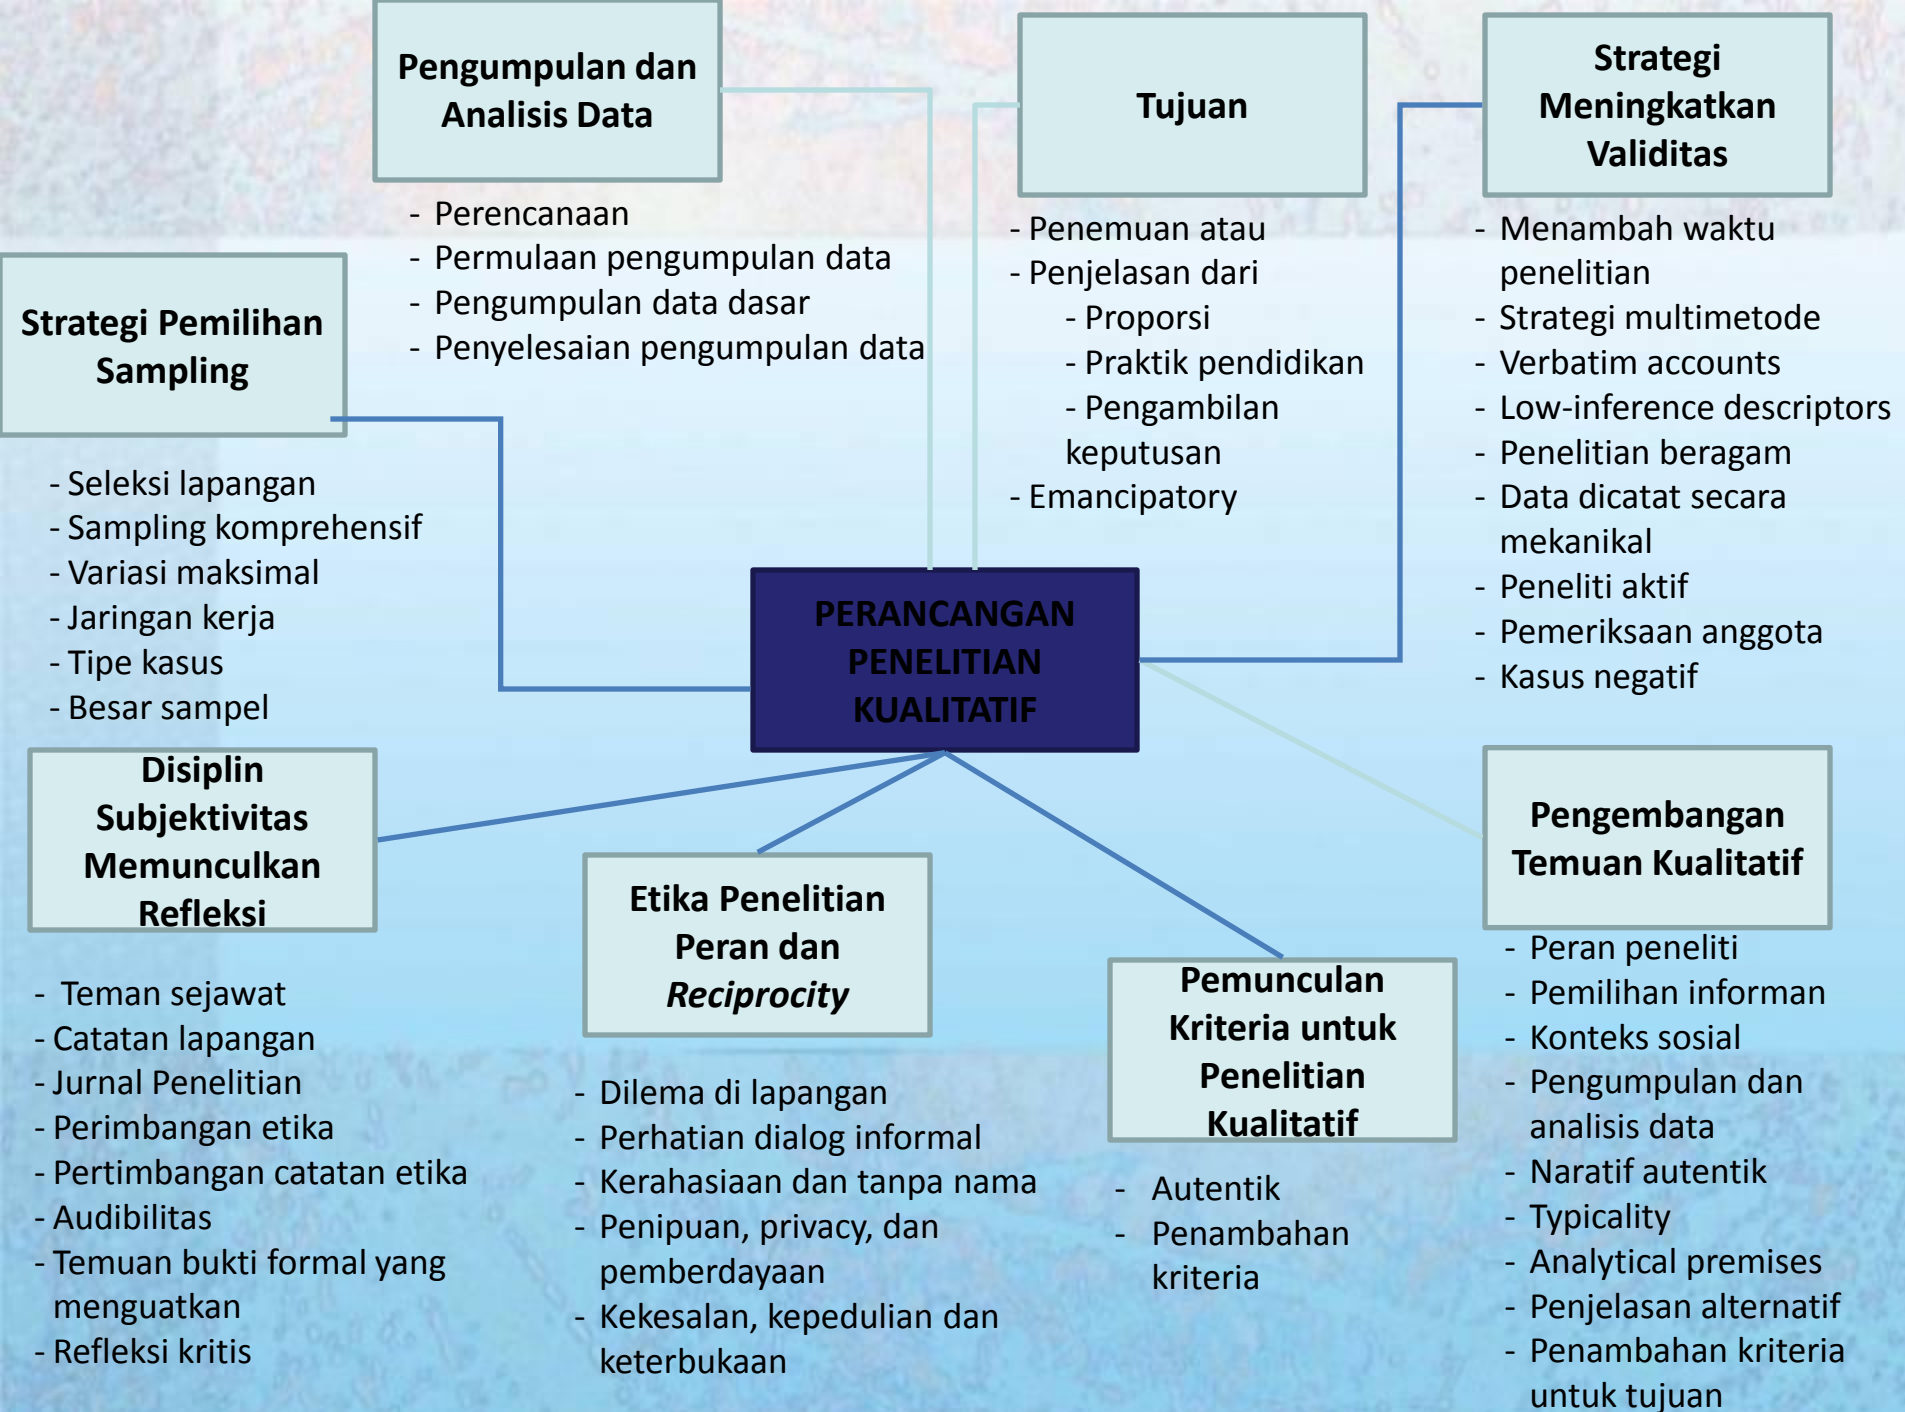 Pengumpulan dan
Analisis Data
- Perencanaan
- Permulaan pengumpulan data
- Pengumpulan data dasar
- Penyelesaian pengumpulan data
Tujuan
- Penemuan atau
- Penjelasan dari
- Proporsi
- Praktik pendidikan
- Pengambilan
keputusan
- Emancipatory
Strategi
Meningkatkan
Validitas
- Menambah waktu
penelitian
- Strategi multimetode
- Verbatim accounts
- Low-inference descriptors
- Penelitian beragam
- Data dicatat secara
mekanikal
- Peneliti aktif
- Pemeriksaan anggota
- Kasus negatif
Strategi Pemilihan
Sampling
- Seleksi lapangan
- Sampling komprehensif
- Variasi maksimal
- Jaringan kerja
- Tipe kasus
- Besar sampel
PERANCANGAN
PENELITIAN
KUALITATIF
Disiplin
Subjektivitas
Memunculkan
Refleksi
- Teman sejawat
- Catatan lapangan
- Jurnal Penelitian
- Perimbangan etika
- Pertimbangan catatan etika
- Audibilitas
- Temuan bukti formal yang
menguatkan
- Refleksi kritis
Etika Penelitian
Peran dan
Reciprocity
- Dilema di lapangan
- Perhatian dialog informal
- Kerahasiaan dan tanpa nama
- Penipuan, privacy, dan
pemberdayaan
- Kekesalan, kepedulian dan
keterbukaan
Pemunculan
Kriteria untuk
Penelitian
Kualitatif
- Autentik
- Penambahan
kriteria
Pengembangan
Temuan Kualitatif
- Peran peneliti
- Pemilihan informan
- Konteks sosial
- Pengumpulan dan
analisis data
- Naratif autentik
- Typicality
- Analytical premises
- Penjelasan alternatif
- Penambahan kriteria
untuk tujuan